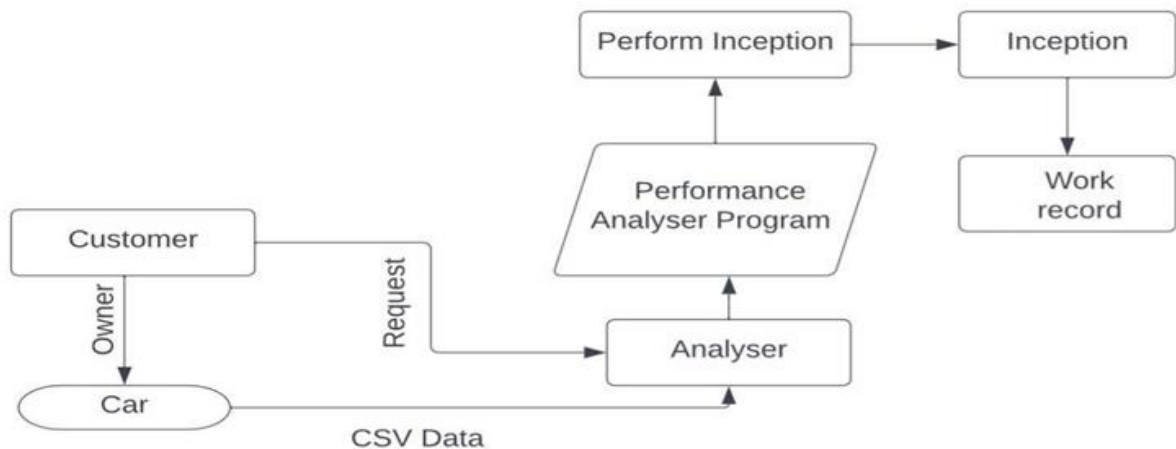 Perform Inception
Inception
Performance
Analyser Program
Work
record
Customer
Owner
Request
Analyser
Car
CSV Data